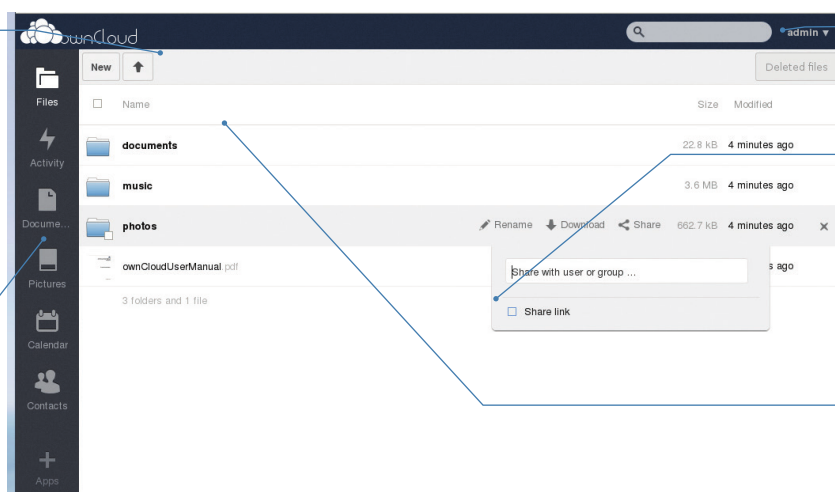 ownCloud
admin
New
Deleted files
Files
Name Size Modified
Activity
documents 22.8 kB 4 minutes ago
music 3.6 MB 4 minutes ago
Docume...
photos Rename Download Share 662.7 kB 4 minutes ago
ownCloudUserManual.pdf s ago
Share with user or group ...
Pictures
3 folders and 1 file
Share link
Calendar
Contacts
Apps